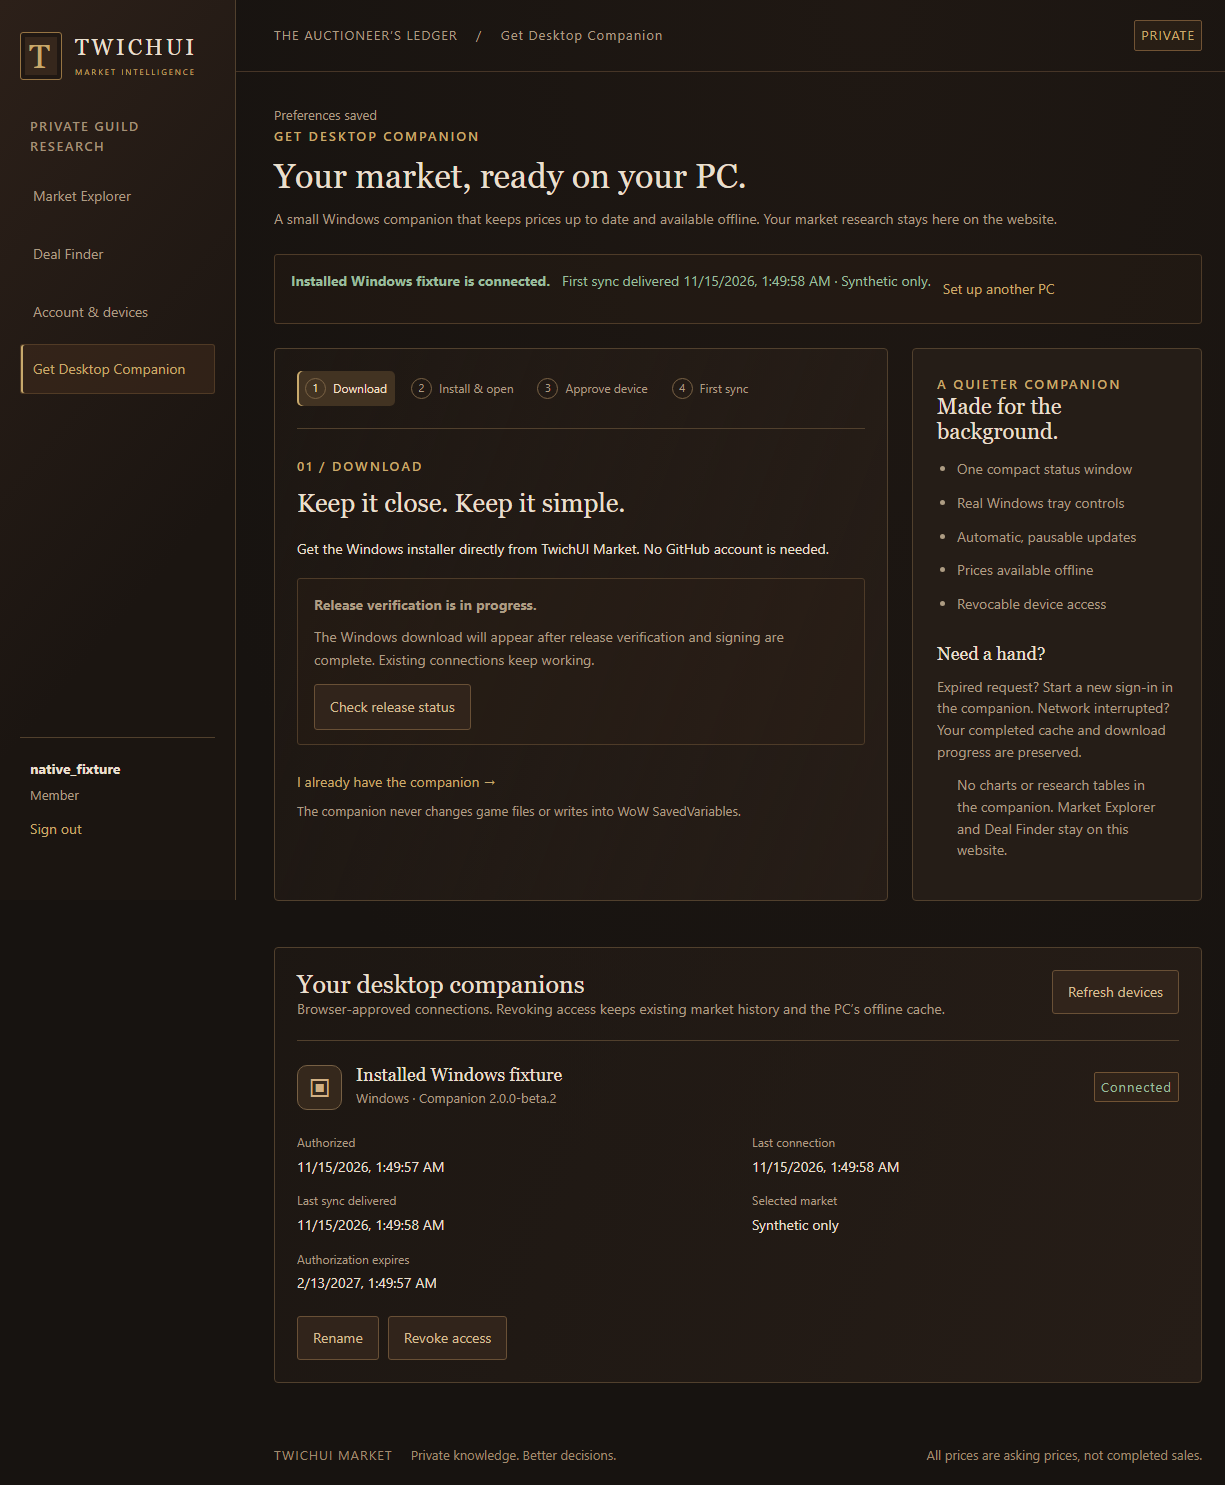 T
TWICHUI
MARKET INTELLIGENCE
PRIVATE GUILD
RESEARCH
Market Explorer
Deal Finder
Account & devices
Get Desktop Companion
native_fixture
Member
Sign out
THE AUCTIONEER'S LEDGER / Get Desktop Companion
PRIVATE
Preferences saved
GET DESKTOP COMPANION
Your market, ready on your PC.
A small Windows companion that keeps prices up to date and available offline. Your market research stays here on the website.
Installed Windows fixture is connected. First sync delivered 11/15/2026, 1:49:58 AM · Synthetic only. Set up another PC
1 Download 2 Install & open 3 Approve device 4 First sync
01 / DOWNLOAD
Keep it close. Keep it simple.
Get the Windows installer directly from TwichUI Market. No GitHub account is needed.
Release verification is in progress.
The Windows download will appear after release verification and signing are
complete. Existing connections keep working.
Check release status
I already have the companion →
The companion never changes game files or writes into WoW SavedVariables.
A QUIETER COMPANION
Made for the
background.
• One compact status window
• Real Windows tray controls
• Automatic, pausable updates
• Prices available offline
• Revocable device access
Need a hand?
Expired request? Start a new sign-in in
the companion. Network interrupted?
Your completed cache and download
progress are preserved.
No charts or research tables in
the companion. Market Explorer
and Deal Finder stay on this
website.
Your desktop companions
Browser-approved connections. Revoking access keeps existing market history and the PC's offline cache.
Refresh devices
Installed Windows fixture
Windows · Companion 2.0.0-beta.2
Connected
Authorized
11/15/2026, 1:49:57 AM
Last connection
11/15/2026, 1:49:58 AM
Last sync delivered
11/15/2026, 1:49:58 AM
Selected market
Synthetic only
Authorization expires
2/13/2027, 1:49:57 AM
Rename
Revoke access
TWICHUI MARKET Private knowledge. Better decisions.
All prices are asking prices, not completed sales.